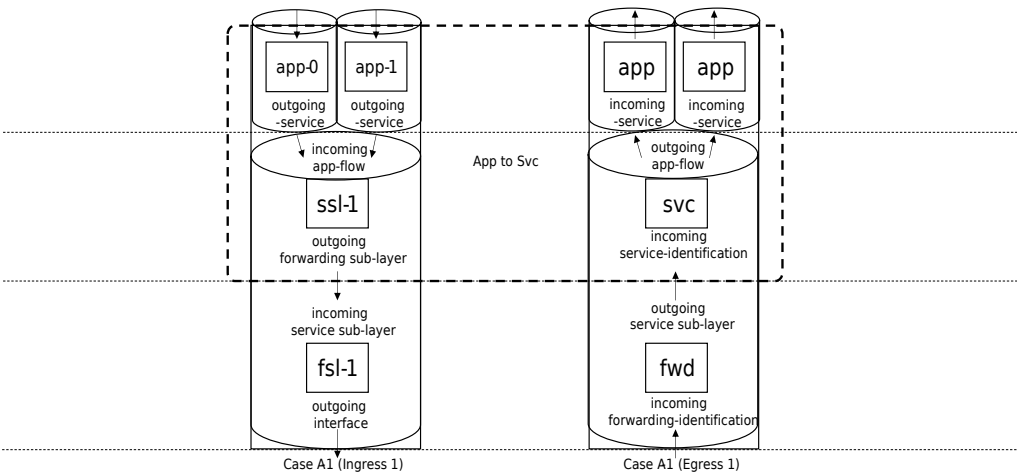 app-0
app-1
app
app
outgoing
-service
outgoing
-service
incoming
-service
incoming
-service
incoming
app-flow
App to Svc
outgoing
app-flow
ssl-1
svc
outgoing
forwarding sub-layer
incoming
service-identification
incoming
service sub-layer
outgoing
service sub-layer
fsl-1
fwd
outgoing
interface
incoming
forwarding-identification
Case A1 (Ingress 1)
Case A1 (Egress 1)